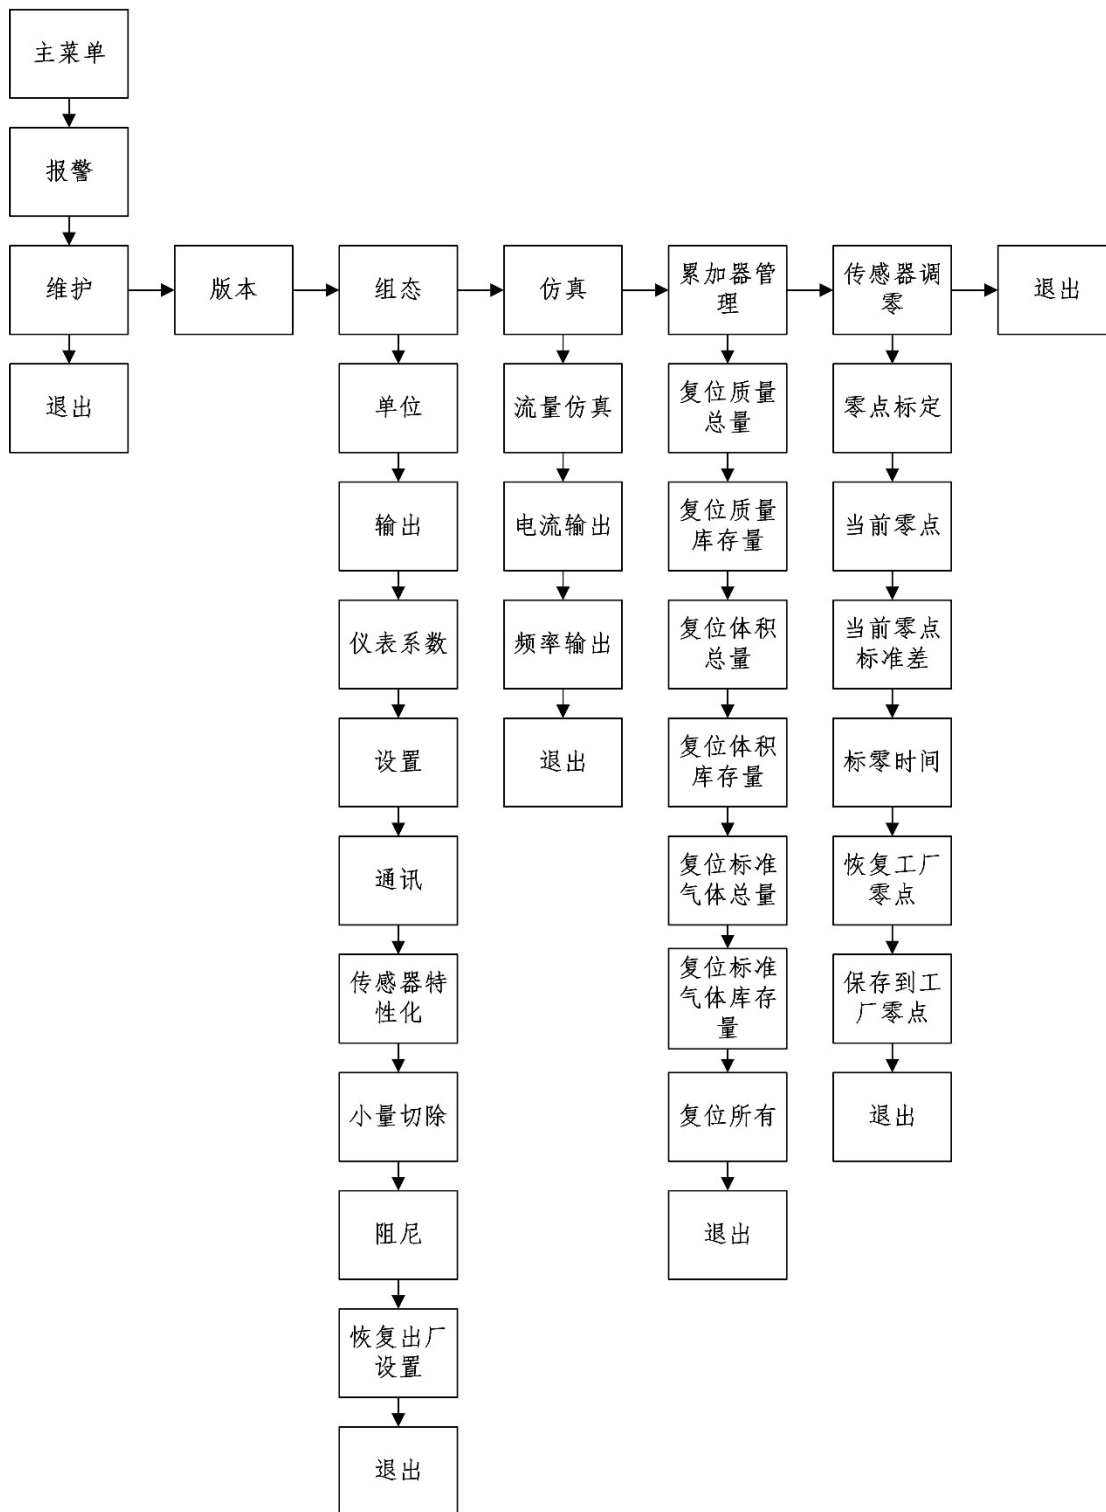 主菜单
报警
维护
退出
版本
组态
单位
输出
仪表系数
设置
通讯
传感器特
性化
小量切除
阻尼
恢复出厂
设置
退出
仿真
流量仿真
电流输出
频率输出
退出
累加器管
理
复位质量
总量
复位质量
库存量
复位体积
总量
复位体积
库存量
复位标准
气体总量
复位标准
气体库存
量
复位所有
退出
传感器调
零
零点标定
当前零点
当前零点
标准差
标零时间
恢复工厂
零点
保存到工
厂零点
退出
退出